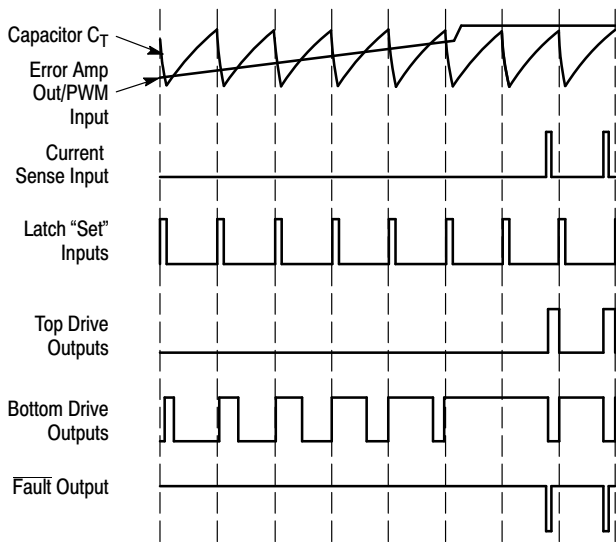 Capacitor CT
Error Amp
Out/PWM
Input
Current
Sense Input
Latch “Set”
Inputs
Top Drive
Outputs
Bottom Drive
Outputs
Fault Output